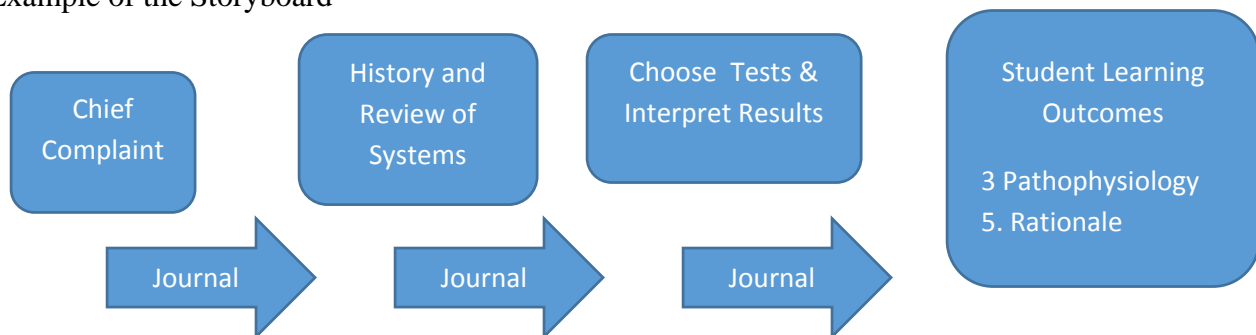 Example of the Storyboard
Chief
Complaint
History and
Review of
Systems
Choose Tests &
Interpret Results
Student Learning
Outcomes
3 Pathophysiology
5. Rationale
Journal
Journal
Journal